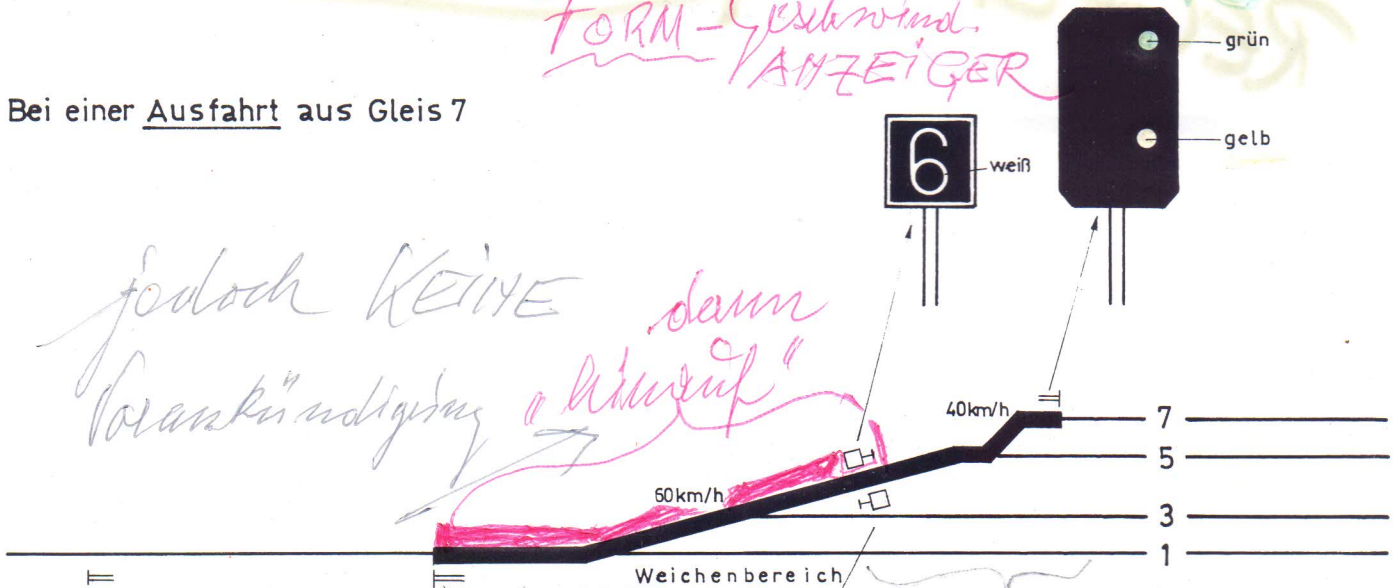 FORM-Geschwind.
ANZEIGER
grün
Bei einer Ausfahrt aus Gleis 7
gelb
6
weiß
jedoch KEINE
dann
Vorankündigung
"hinauf"
40km/h
7
5
60km/h
3
1
Weichenbereich